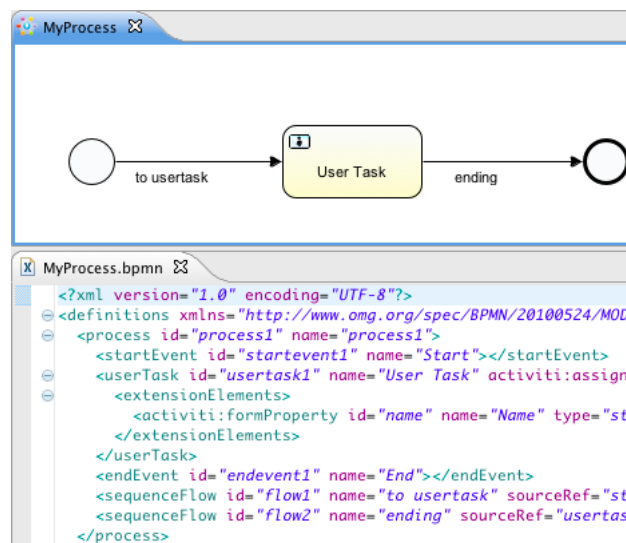 MyProcess
User Task
to usertask
ending
MyProcess.bpmn
<?xml version="1.0" encoding="UTF-8"?>
<definitions xmlns="http://www.omg.org/spec/BPMN/20100524/MOD
<process id="process1" name="process1">
<startEvent id="startevent1" name="Start"></startEvent>
<userTask id="usertask1" name="User Task" activiti:assign
<extensionElements>
<activiti:formProperty id="name" name="Name" type="st
</extensionElements>
</userTask>
<endEvent id="endevent1" name="End"></endEvent>
<sequenceFlow id="flow1" name="to usertask" sourceRef="st
<sequenceFlow id="flow2" name="ending" sourceRef="usertas
</process>